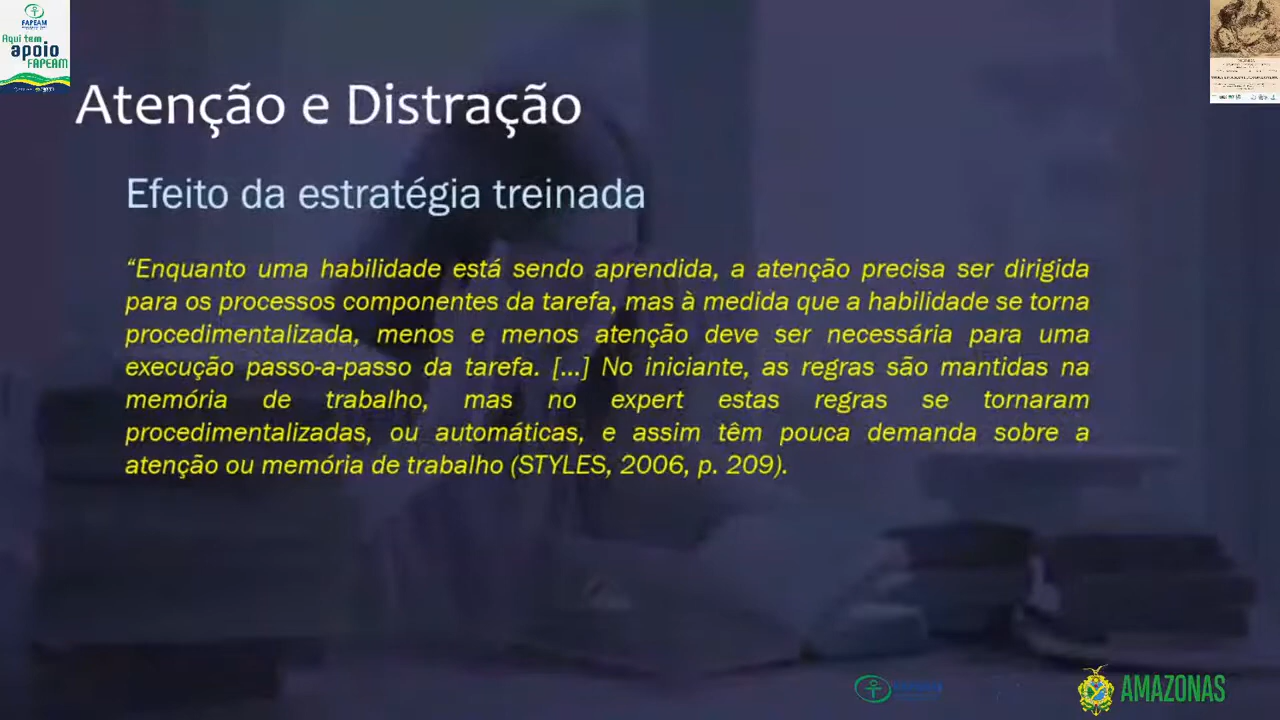 FAPEAM
Aqui tem
apoio
FAPEAM
Atenção e Distração
Efeito da estratégia treinada
“Enquanto uma habilidade está sendo aprendida, a atenção precisa ser dirigida
para os processos componentes da tarefa, mas à medida que a habilidade se torna
procedimentalizada, menos e menos atenção deve ser necessária para uma
execução passo-a-passo da tarefa. [...] No iniciante, as regras são mantidas na
memória de trabalho, mas no expert estas regras se tornaram
procedimentalizadas, ou automáticas, e assim têm pouca demanda sobre a
atenção ou memória de trabalho (STYLES, 2006, p. 209).
AMAZONAS